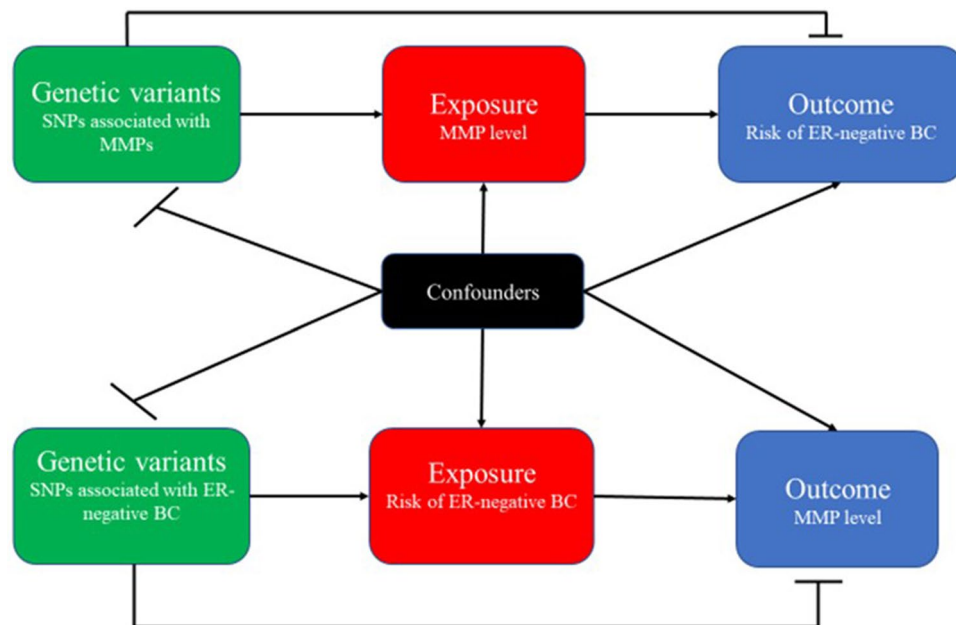 Genetic variants
SNPs associated with
MMPs
Exposure
MMP level
Outcome
Risk of ER-negative BC
Confounders
Genetic variants
SNPs associated with ER-
negative BC
Exposure
Risk of ER-negative BC
Outcome
MMP level